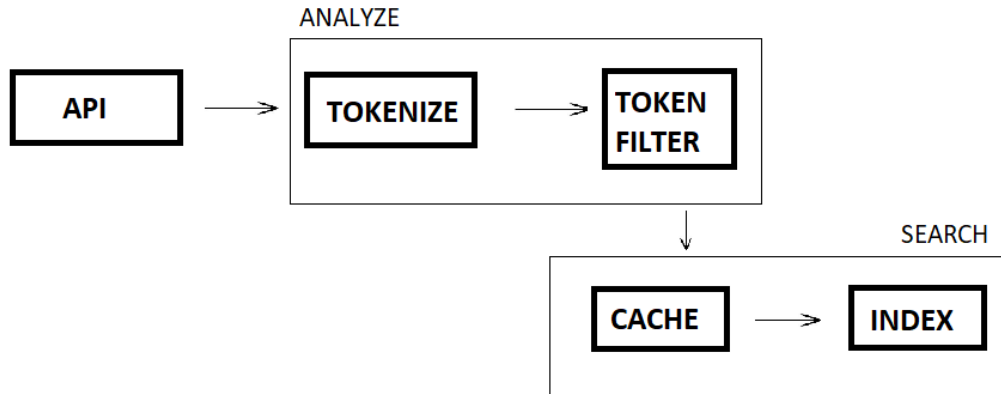 ANALYZE
API
TOKENIZE
TOKEN
FILTER
SEARCH
CACHE
INDEX